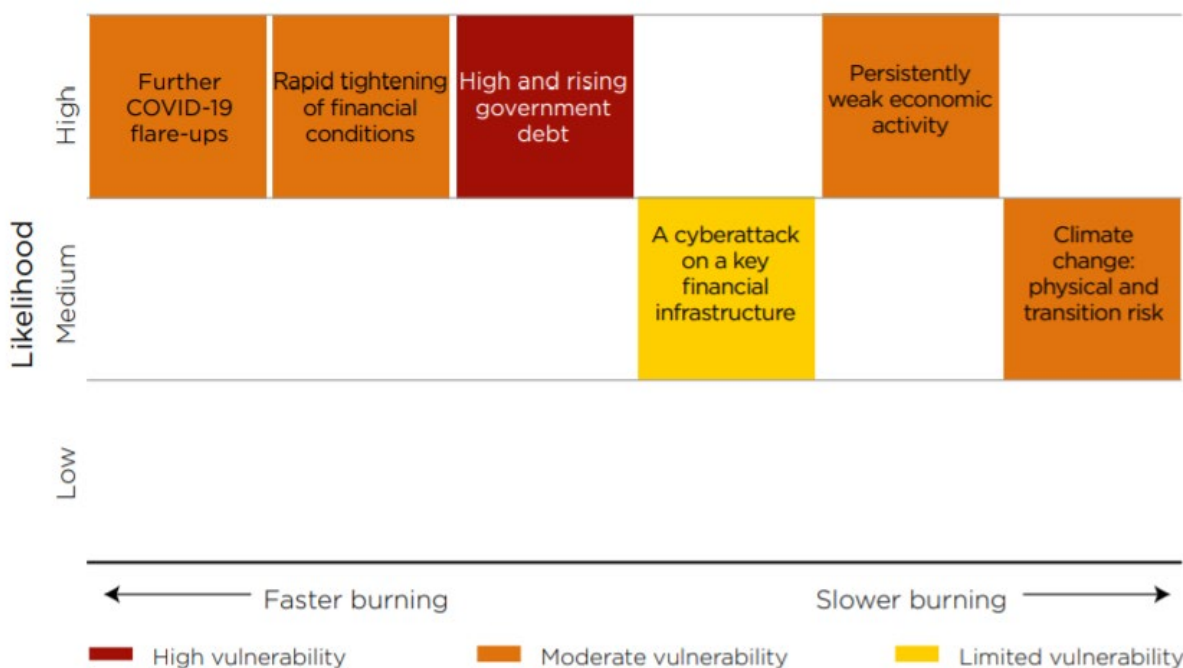 High
Further
COVID-19
flare-ups
Rapid tightening
of financial
conditions
High and rising
government
debt
Persistently
weak economic
activity
Likelihood
Medium
A cyberattack
on a key
financial
infrastructure
Climate
change:
physical and
transition risk
Low
Faster burning
Slower burning
High vulnerability
Moderate vulnerability
Limited vulnerability